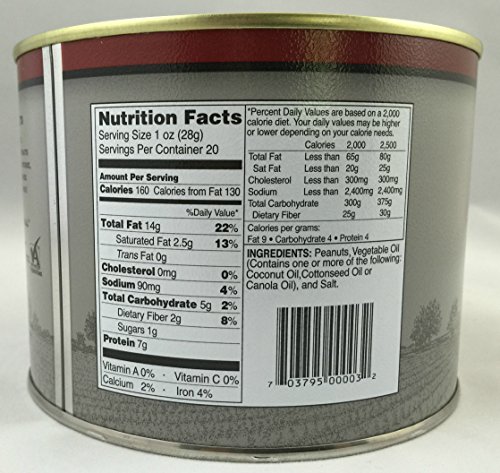 Nutrition Facts
Serving Size 1 oz (28g)
Servings Per Container 20
Amount Per Serving
Calories 160 Calories from Fat 130
%Daily Value*
Total Fat 14g 22%
Saturated Fat 2.5g 13%
Trans Fat 0g
Cholesterol 0mg 0%
Sodium 90mg 4%
Total Carbohydrate 5g 2%
Dietary Fiber 2g 8%
Sugars 1g
Protein 7g
Vitamin A 0% · Vitamin C 0%
Calcium 2% · Iron 4%
*Percent Daily Values are based on a 2,000
calorie diet. Your daily values may be higher
or lower depending on your calorie needs.
Calories 2,000 2,500
Total Fat Less than 65g 80g
Sat Fat Less than 20g 25g
Cholesterol Less than 300mg 300mg
Sodium Less than 2,400mg 2,400mg
Total Carbohydrate 300g 375g
Dietary Fiber 25g 30g
Calories per grams:
Fat 9 • Carbohydrate 4 • Protein 4
INGREDIENTS: Peanuts, Vegetable Oil
(Contains one or more of the following:
Coconut Oil, Cottonseed Oil or
Canola Oil), and Salt.
7 03795 00003 2